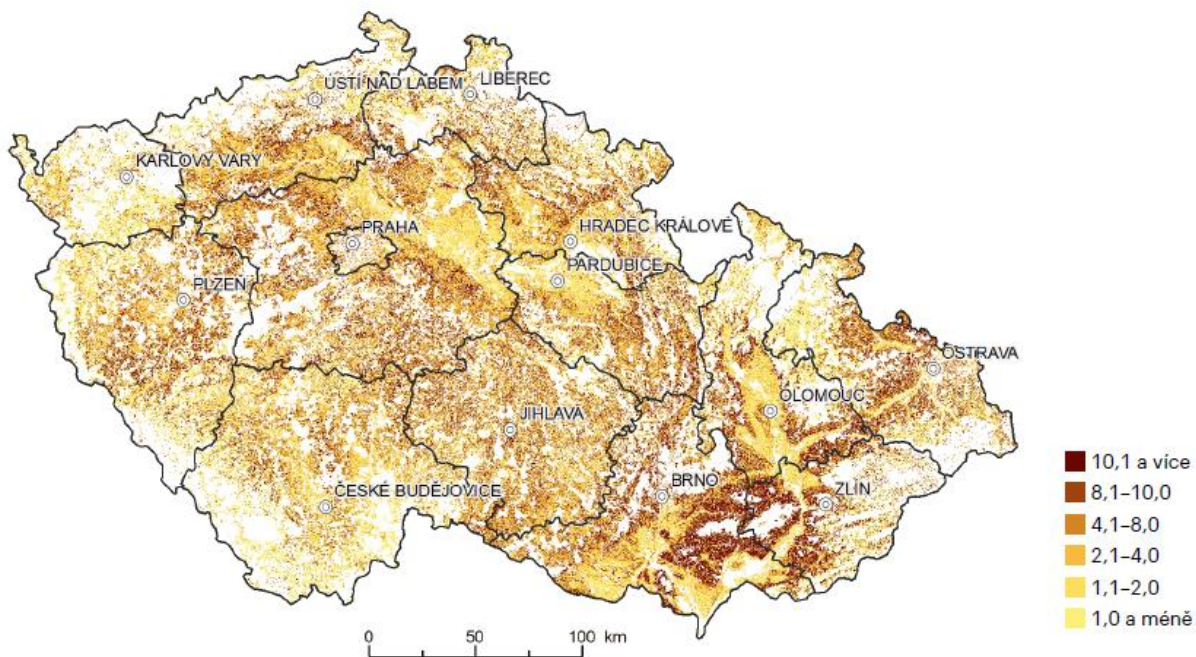 ÚSTÍ NAD LABEM
LIBEREC
KARLOVY VARY
PRAHA
HRADEC KRÁLOVÉ
PLZEŇ
PARDUBICE
OSTRAVA
OLOMOUC
JIHLAVA
BRNO
ZLÍN
ČESKÉ BUDĚJOVICE
10,1 a více
8,1–10,0
4,1–8,0
2,1–4,0
1,1–2,0
1,0 a méně
0 50 100 km